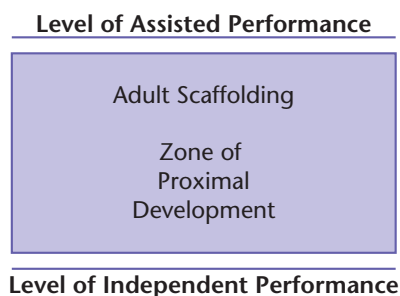 Level of Assisted Performance
Adult Scaffolding
Zone of
Proximal
Development
Level of Independent Performance